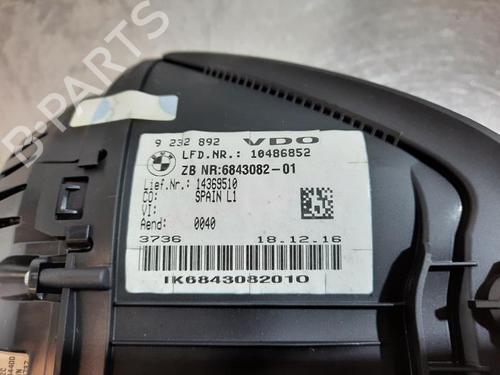 9 232 892 VDO
LFD.NR.: 10486852
ZB NR:6843082-01
Lief.Nr.: 14369510
CO: SPAIN L1
VI:
Aend: 0040
3736 18.12.16
IK6843082010
B-PARTS